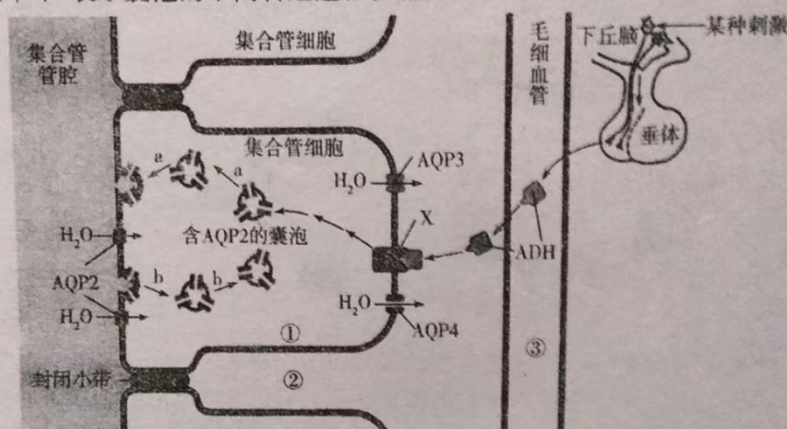 集合管
管腔
集合管细胞
毛细血管
下丘脑
某种刺激
垂体
集合管细胞
AQP3
H₂O
a
a
X
H₂O
含AQP2的囊泡
ADH
AQP2
b
b
H₂O
H₂O
AQP4
①
②
③
封闭小带